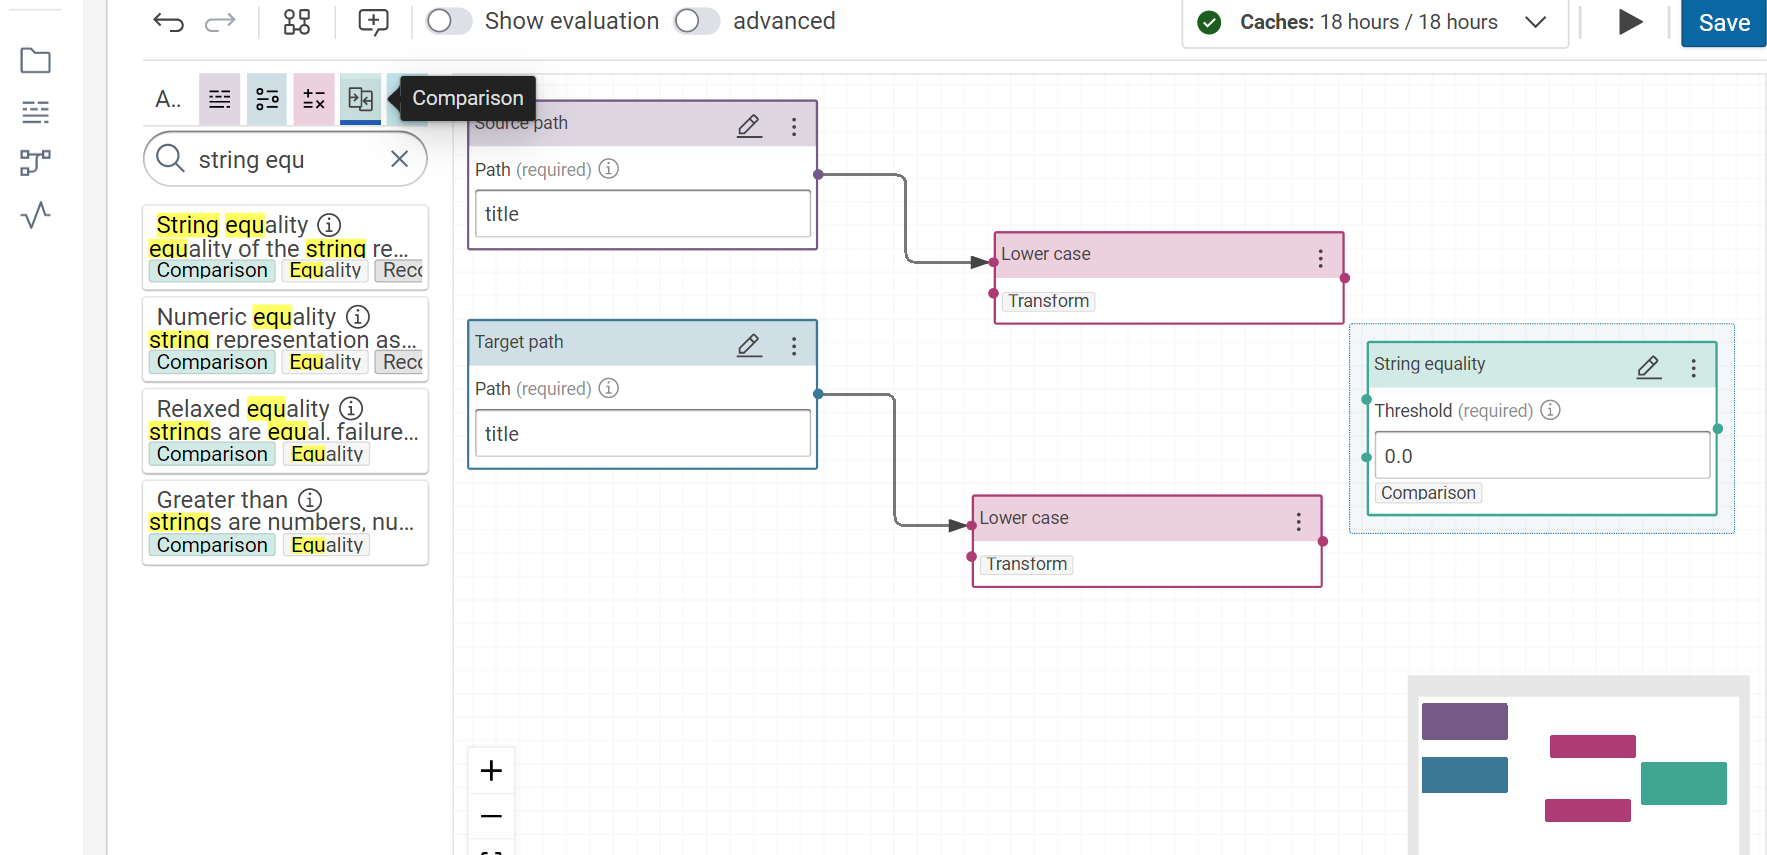 Show evaluation
advanced
Caches: 18 hours / 18 hours
Save
A..
Comparison
string equ
String equality
equality of the string re...
Comparison Equality Reco
Numeric equality
string representation as...
Comparison Equality Reco
Relaxed equality
strings are equal, failure...
Comparison Equality
Greater than
strings are numbers, nu...
Comparison Equality
Source path
Path (required)
title
Target path
Path (required)
title
Lower case
Transform
Lower case
Transform
String equality
Threshold (required)
0.0
Comparison